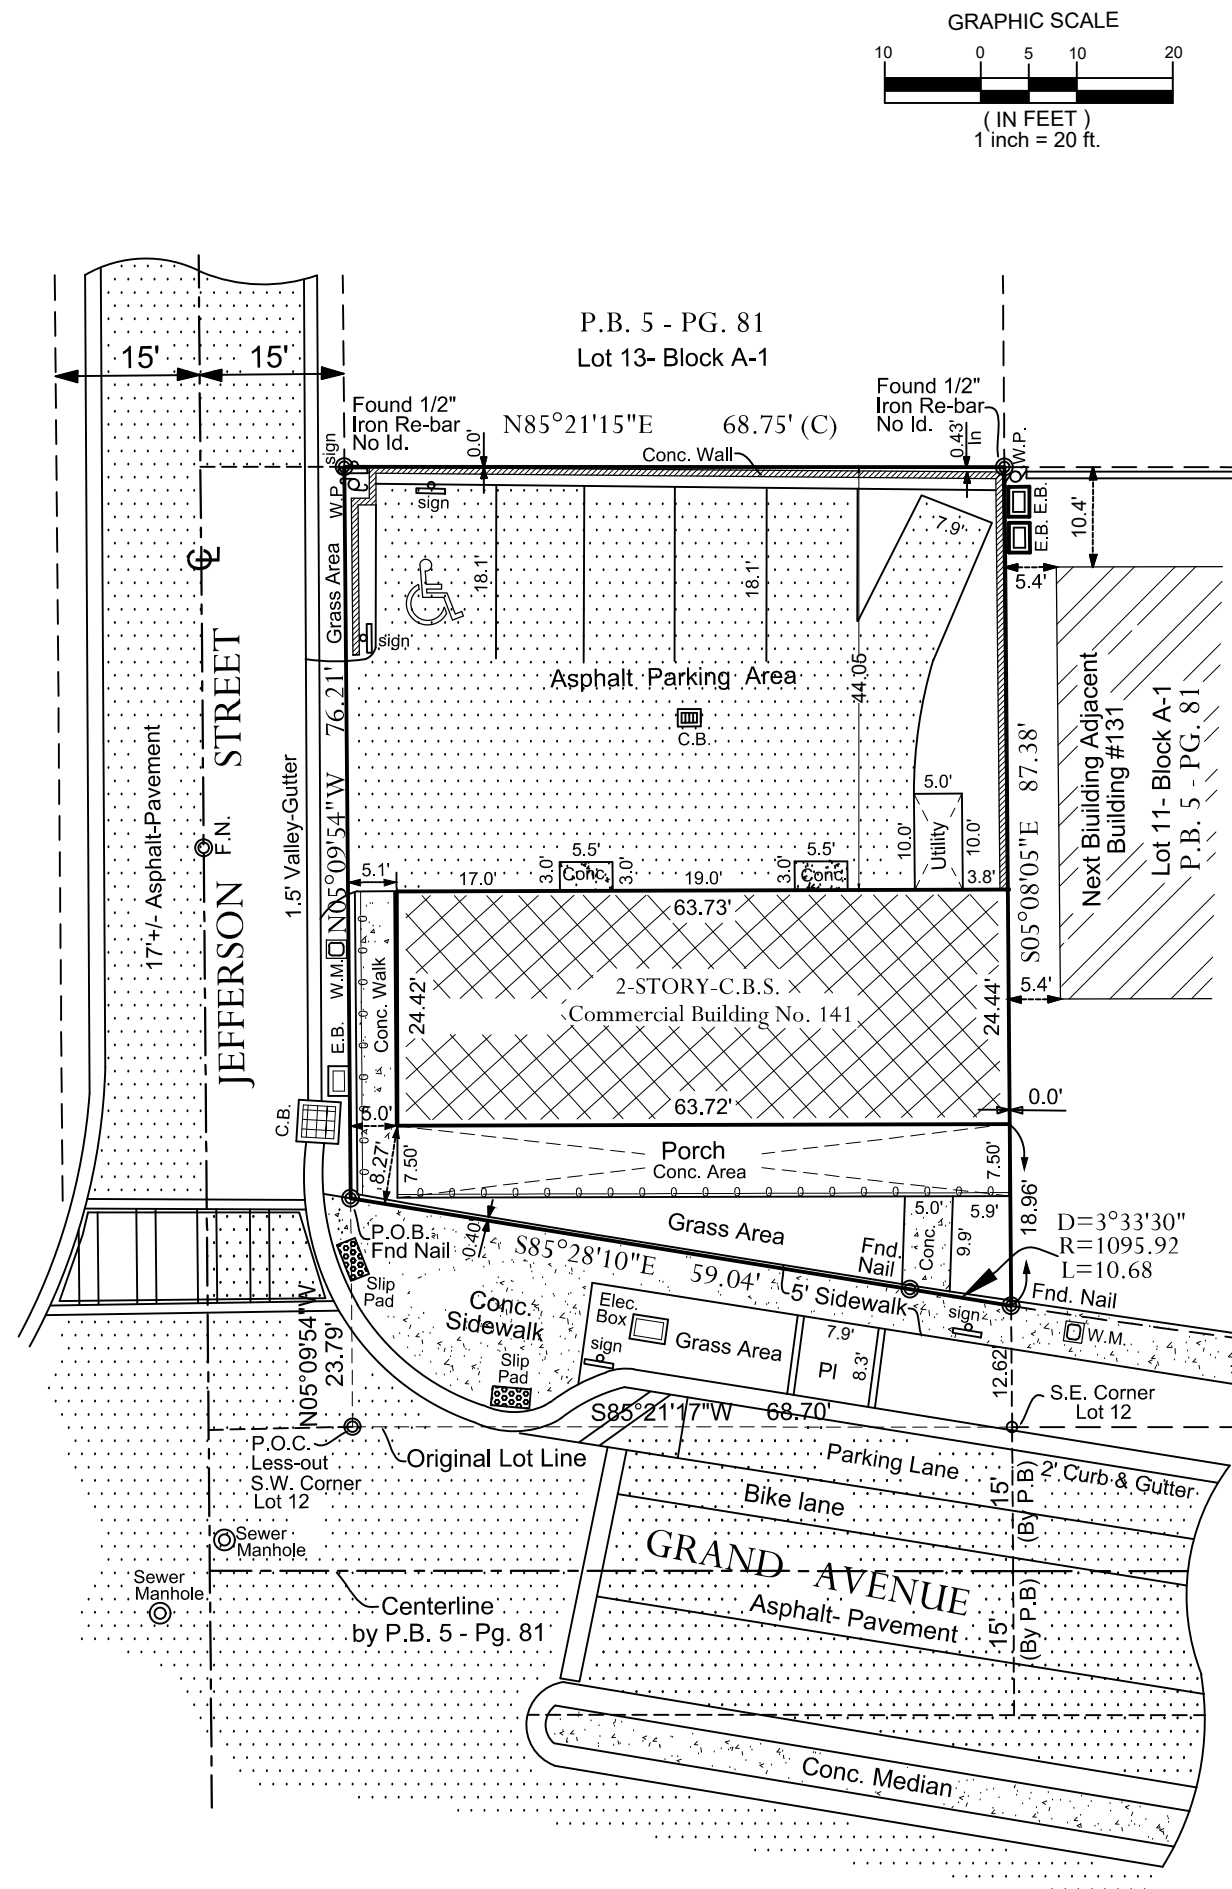 GRAPHIC SCALE
10 0 5 10 20
( IN FEET )
1 inch = 20 ft.
P.B. 5 - PG. 81
Lot 13- Block A-1
15' 15'
Found 1/2"
Iron Re-bar
No Id.
N85°21'15"E 68.75' (C)
Found 1/2"
Iron Re-bar
No Id.
sign
0.0'
Conc. Wall
0.43'
In
W.P.
W.P.
sign
7.9'
E.B.
E.B.
10.4'
5.4'
℄
Grass Area
18.1'
18.1'
sign
Asphalt Parking Area
44.05
C.B.
76.21'
N05°09'54"W
JEFFERSON STREET
F.N.
17'+/- Asphalt-Pavement
1.5' Valley-Gutter
S05°08'05"E 87.38'
Next Biuilding Adjacent
Building #131
Lot 11- Block A-1
P.B. 5 - PG. 81
5.0'
10.0'
Utility
10.0'
5.1'
17.0'
3.0'
5.5'
Conc.
3.0'
19.0'
3.0'
5.5'
Conc.
3.8'
63.73'
2-STORY-C.B.S.
Commercial Building No. 141
24.42'
24.44'
5.4'
W.M.
Conc. Walk
E.B.
C.B.
63.72'
0.0'
5.0'
8.27'
7.50'
Porch
Conc. Area
7.50'
18.96'
P.O.B.
Fnd Nail
0.40'
Grass Area
5.0'
5.9'
Conc.
9.9'
D=3°33'30"
R=1095.92
L=10.68
S85°28'10"E 59.04'
Fnd.
Nail
Fnd. Nail
Slip
Pad
Conc.
Sidewalk
5' Sidewalk
Elec.
Box
Grass Area
sign
sign
7.9'
Pl
8.3'
W.M.
Slip
Pad
N05°09'54"W
23.79'
12.62'
S85°21'17"W 68.70'
S.E. Corner
Lot 12
P.O.C.
Less-out
S.W. Corner
Lot 12
Original Lot Line
Parking Lane
2' Curb & Gutter
Bike lane
15'
(By P.B)
Sewer
Manhole
Sewer
Manhole
GRAND AVENUE
Asphalt- Pavement
Centerline
by P.B. 5 - Pg. 81
15'
(By P.B)
Conc. Median